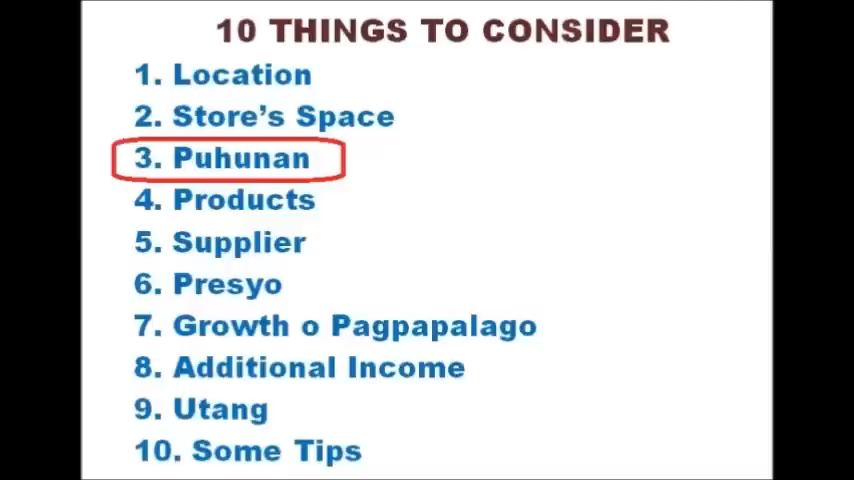 10 THINGS TO CONSIDER
1. Location
2. Store's Space
3. Puhunan
4. Products
5. Supplier
6. Presyo
7. Growth o Pagpapalago
8. Additional Income
9. Utang
10. Some Tips